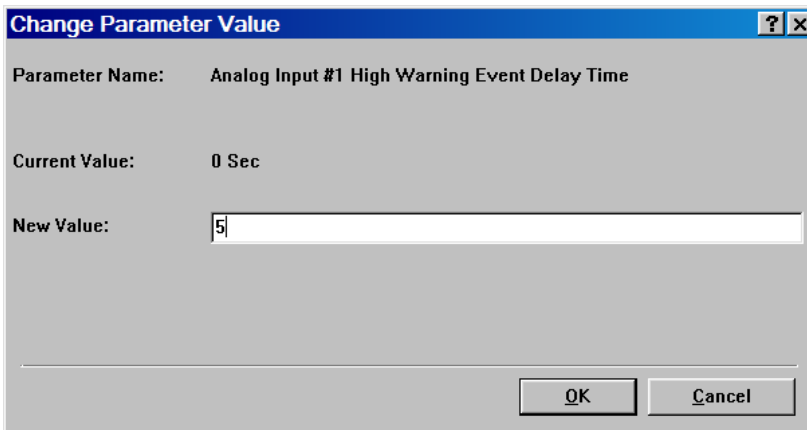 Change Parameter Value
Parameter Name: Analog Input #1 High Warning Event Delay Time
Current Value: 0 Sec
New Value: 5
OK Cancel